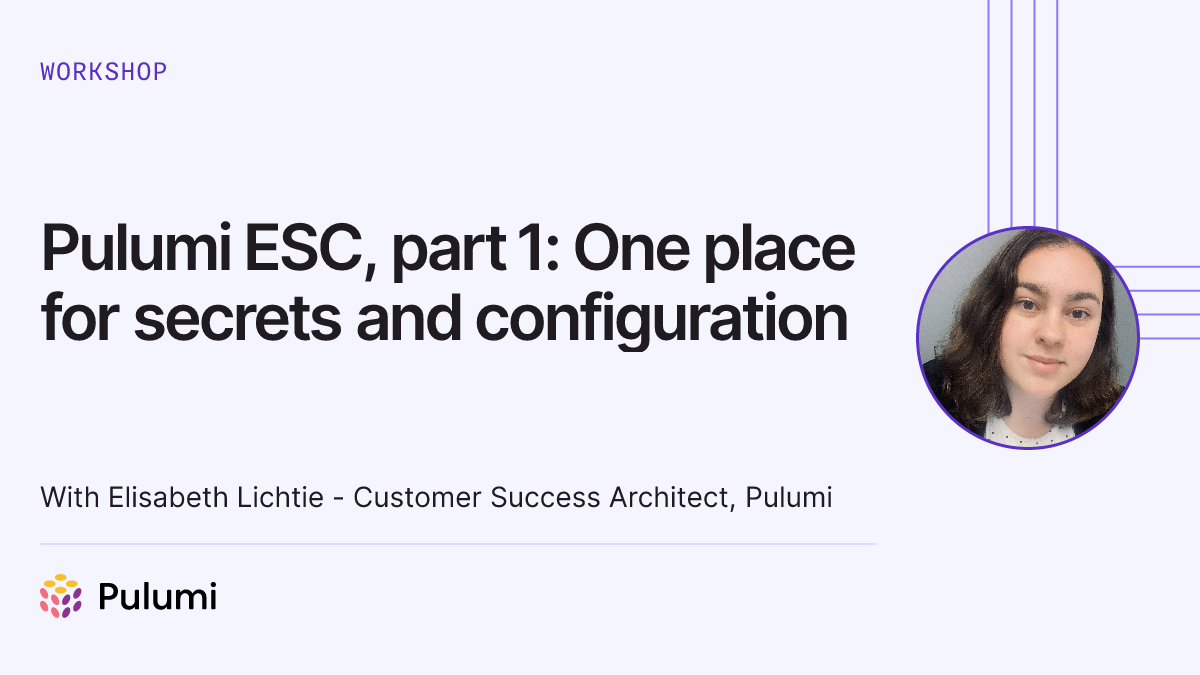 WORKSHOP
Pulumi ESC, part 1: One place
for secrets and configuration
With Elisabeth Lichtie - Customer Success Architect, Pulumi
Pulumi